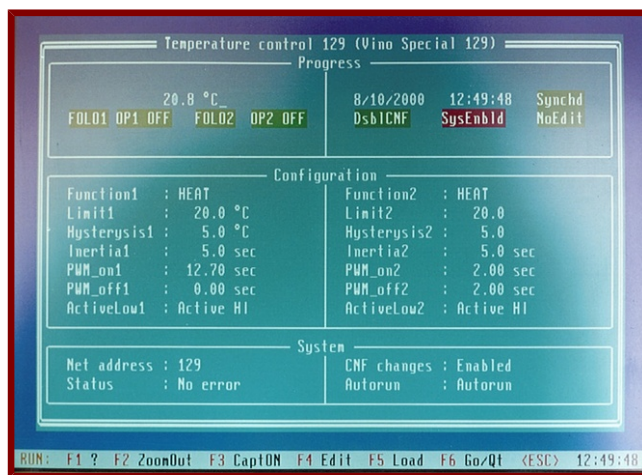 Temperature control 129 (Vino Special 129)
Progress
20.8 °C_ 8/10/2000 12:49:48 Synchd
FOLO1 OP1 OFF FOLO2 OP2 OFF DsblCNF SysEnbld NoEdit
Configuration
Function1 : HEAT Function2 : HEAT
Limit1 : 20.0 °C Limit2 : 20.0
Hysterysis1 : 5.0 °C Hysterysis2 : 5.0
Inertia1 : 5.0 sec Inertia2 : 5.0 sec
PWM_on1 : 12.70 sec PWM_on2 : 2.00 sec
PWM_off1 : 0.00 sec PWM_off2 : 2.00 sec
ActiveLow1 : Active HI ActiveLow2 : Active HI
System
Net address : 129 CNF changes : Enabled
Status : No error Autorun : Autorun
RUN: F1 ? F2 ZoomOut F3 CaptON F4 Edit F5 Load F6 Go/Qt <ESC> 12:49:48